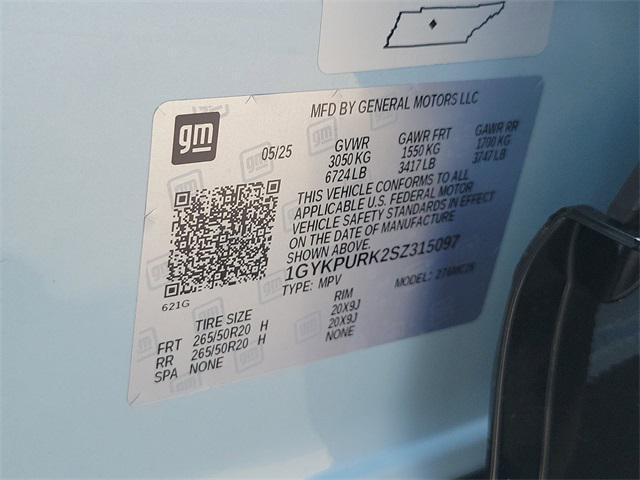 MFD BY GENERAL MOTORS LLC
gm
05/25
GVWR GAWR FRT GAWR RR
3050 KG 1550 KG 1700 KG
6724 LB 3417 LB 3747 LB
THIS VEHICLE CONFORMS TO ALL
APPLICABLE U.S. FEDERAL MOTOR
VEHICLE SAFETY STANDARDS IN EFFECT
ON THE DATE OF MANUFACTURE
SHOWN ABOVE.
1GYKPURK2SZ315097
TYPE: MPV MODEL:
621G
TIRE SIZE RIM
FRT 265/50R20 H 20X9J
RR 265/50R20 H 20X9J
SPA NONE NONE